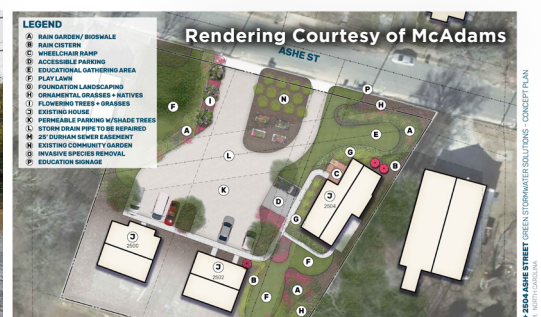 LEGEND
A RAIN GARDEN/ BIOSWALE
B RAIN CISTERN
C WHEELCHAIR RAMP
D ACCESSIBLE PARKING
E EDUCATIONAL GATHERING AREA
F PLAY LAWN
G FOUNDATION LANDSCAPING
H ORNAMENTAL GRASSES + NATIVES
I FLOWERING TREES + GRASSES
J EXISTING HOUSE
K PERMEABLE PARKING W/SHADE TREES
L STORM DRAIN PIPE TO BE REPAIRED
M 25' DURHAM SEWER EASEMENT
N EXISTING COMMUNITY GARDEN
O INVASIVE SPECIES REMOVAL
P EDUCATION SIGNAGE
Rendering Courtesy of McAdams
ASHE ST
P
H
F
I
N
A
E
A
L
G
B
C
K
D
J
2504
G
J
2500
F
J
2502
B
A
F
H
2504 ASHE STREET GREEN STORMWATER SOLUTIONS - CONCEPT PLAN
NORTH CAROLINA